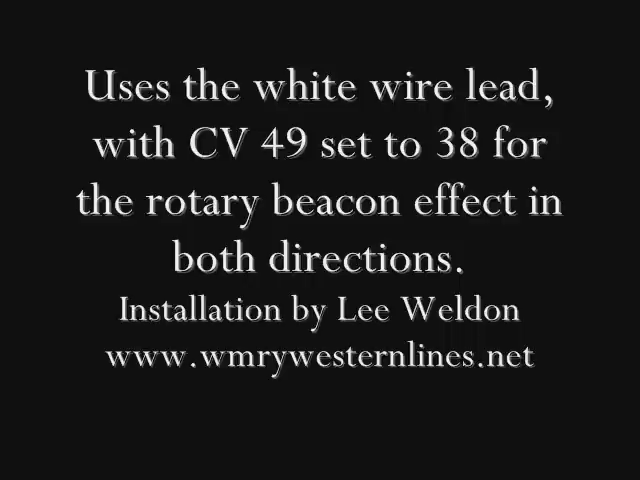 Uses the white wire lead,
with CV 49 set to 38 for
the rotary beacon effect in
both directions.
Installation by Lee Weldon
www.wmrywesternlines.net